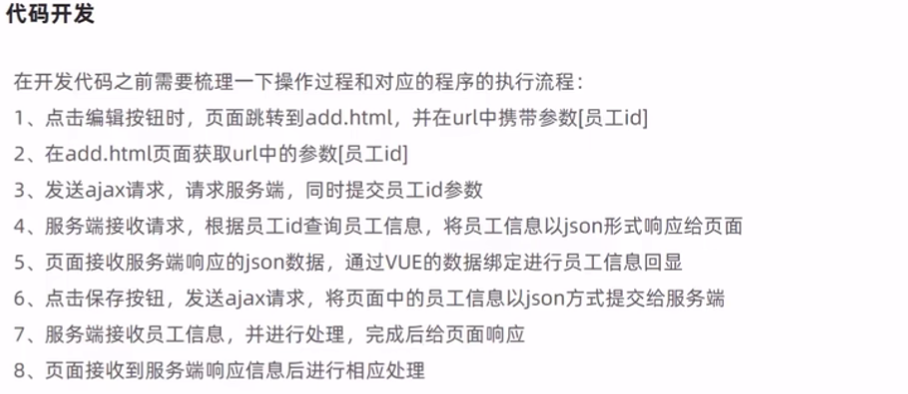 代码开发
在开发代码之前需要梳理一下操作过程和对应的程序的执行流程：
1、点击编辑按钮时，页面跳转到add.html，并在url中携带参数[员工id]
2、在add.html页面获取url中的参数[员工id]
3、发送ajax请求，请求服务端，同时提交员工id参数
4、服务端接收请求，根据员工id查询员工信息，将员工信息以json形式响应给页面
5、页面接收服务端响应的json数据，通过VUE的数据绑定进行员工信息回显
6、点击保存按钮，发送ajax请求，将页面中的员工信息以json方式提交给服务端
7、服务端接收员工信息，并进行处理，完成后给页面响应
8、页面接收到服务端响应信息后进行相应处理